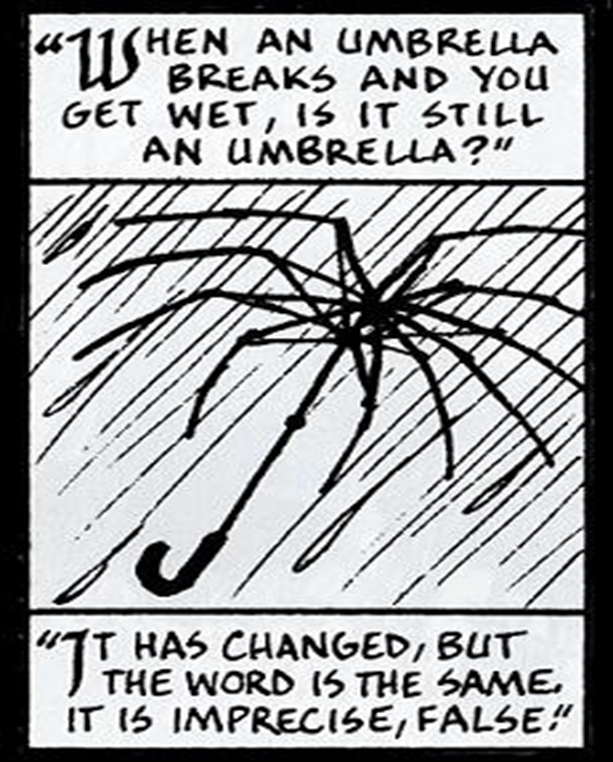 “WHEN AN UMBRELLA
BREAKS AND YOU
GET WET, IS IT STILL
AN UMBRELLA?”
“IT HAS CHANGED, BUT
THE WORD IS THE SAME.
IT IS IMPRECISE, FALSE.”